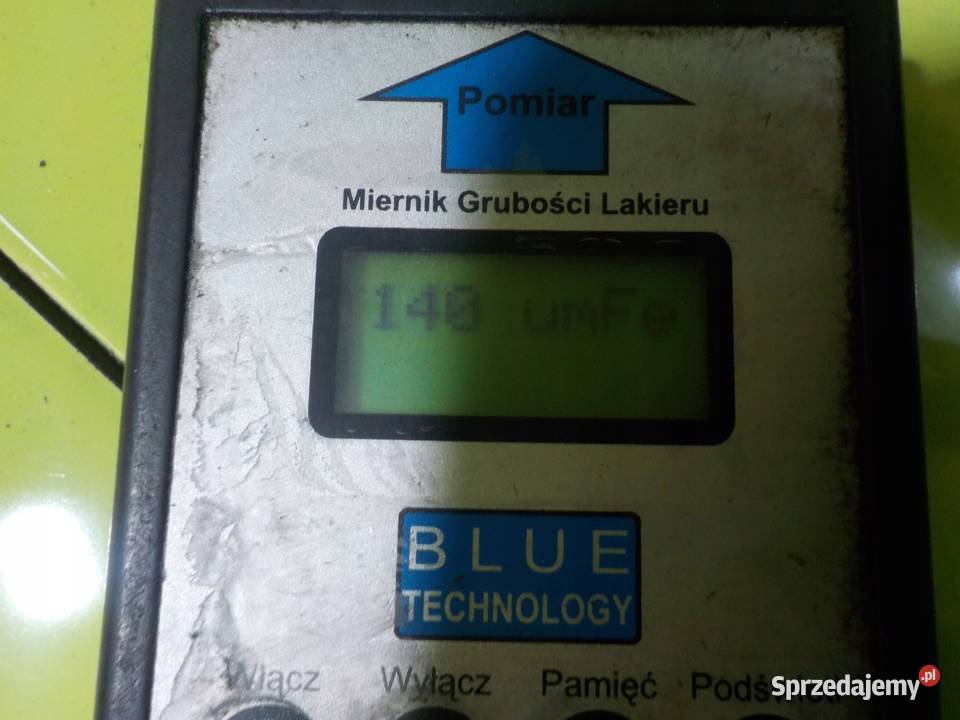 Pomiar
Miernik Grubości Lakieru
140 umFe
BLUE
TECHNOLOGY
Włącz Wyłącz Pamięć
Sprzedajemy.pl